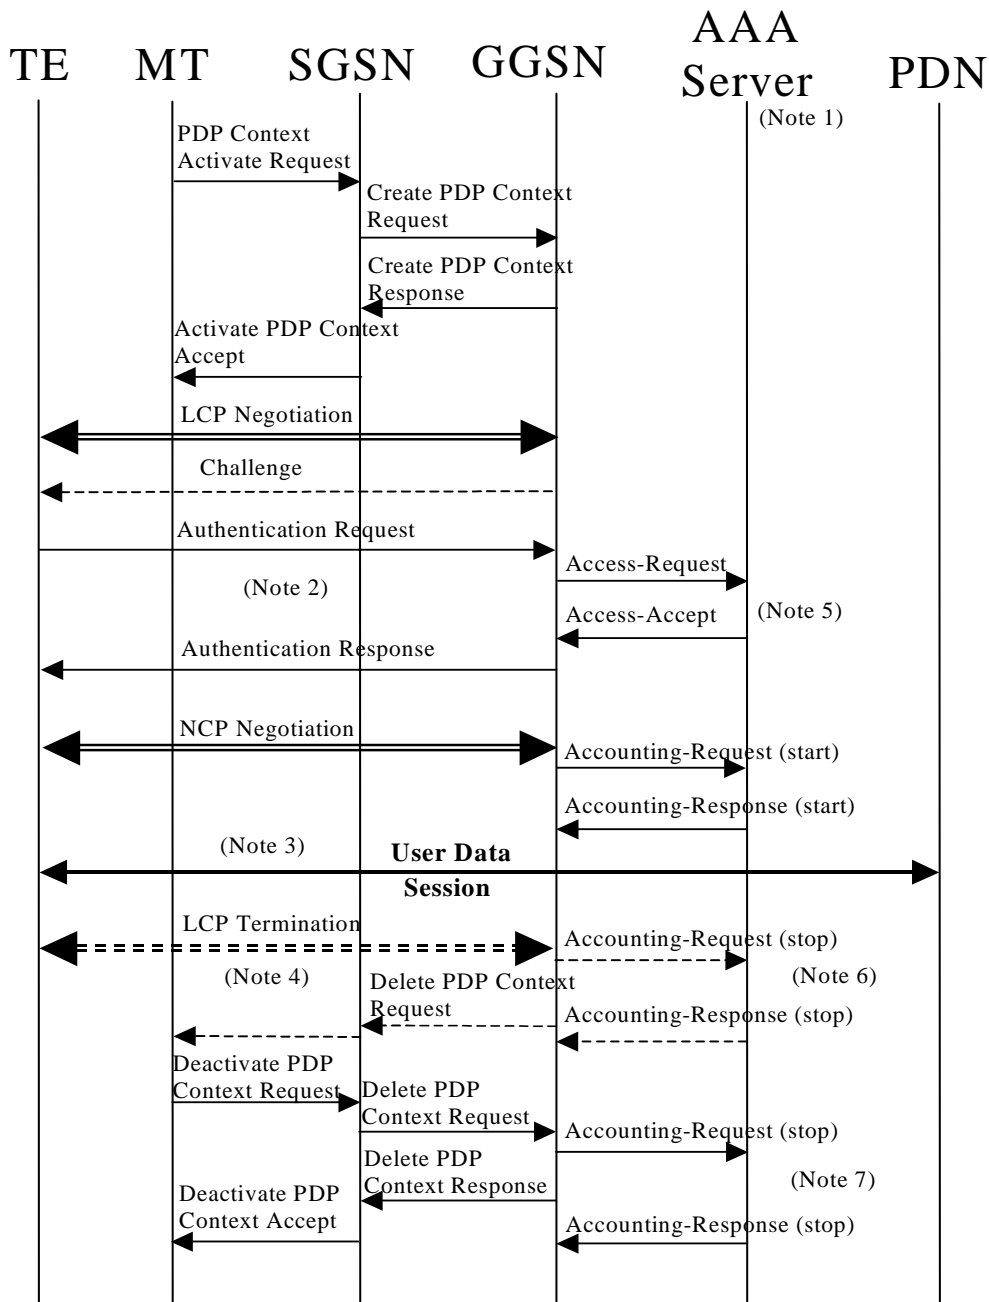 TE
MT
SGSN
GGSN
AAA
Server
PDN
(Note 1)
PDP Context
Activate Request
Create PDP Context
Request
Create PDP Context
Response
Activate PDP Context
Accept
LCP Negotiation
Challenge
Authentication Request
Access-Request
(Note 2)
Access-Accept
(Note 5)
Authentication Response
NCP Negotiation
Accounting-Request (start)
Accounting-Response (start)
(Note 3)
User Data
Session
LCP Termination
Accounting-Request (stop)
(Note 4)
(Note 6)
Delete PDP Context
Request
Accounting-Response (stop)
Deactivate PDP
Context Request
Delete PDP
Context Request
Accounting-Request (stop)
Delete PDP
Context Response
(Note 7)
Deactivate PDP
Context Accept
Accounting-Response (stop)